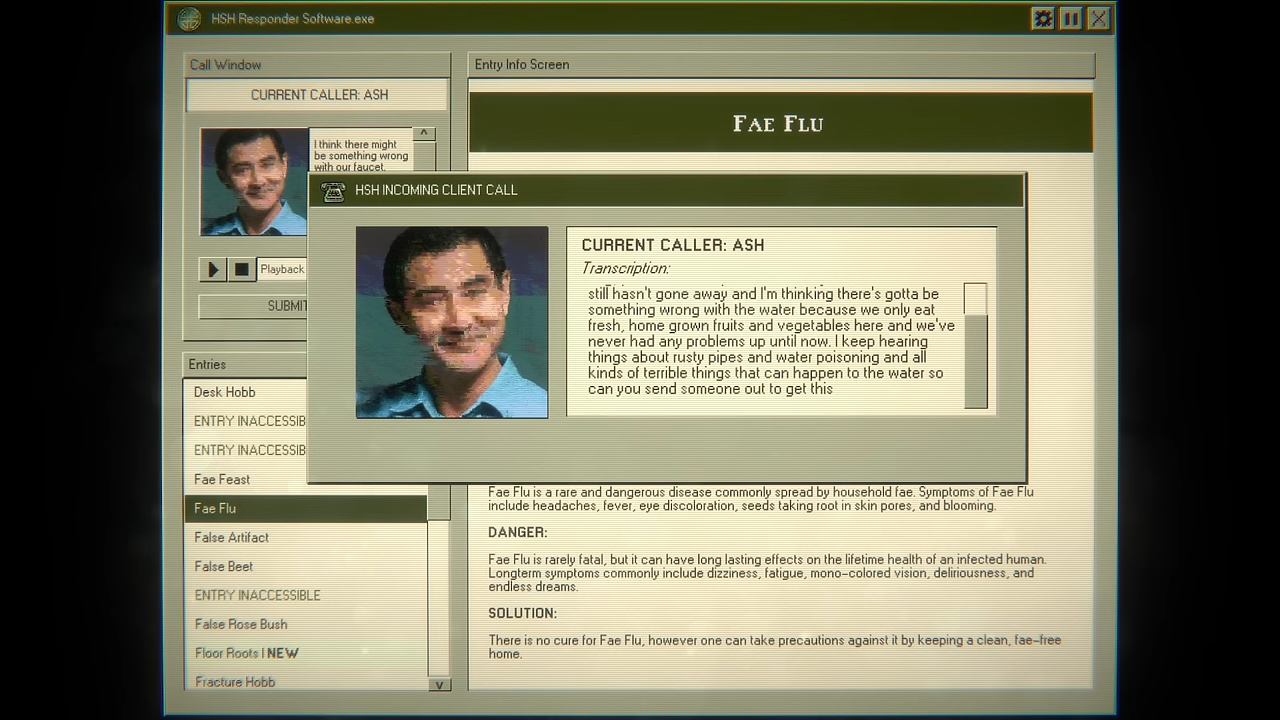 HSH Responder Software.exe
Call Window
CURRENT CALLER: ASH
I think there might
be something wrong
with our faucet.
Playback
SUBMIT
Entries
Desk Hobb
ENTRY INACCESSIB
ENTRY INACCESSIB
Fae Feast
Fae Flu
False Artifact
False Beet
ENTRY INACCESSIBLE
False Rose Bush
Floor Roots | NEW
Fracture Hobb
Entry Info Screen
FAE FLU
HSH INCOMING CLIENT CALL
CURRENT CALLER: ASH
Transcription:
still hasn't gone away and I'm thinking there's gotta be
something wrong with the water because we only eat
fresh, home grown fruits and vegetables here and we've
never had any problems up until now. I keep hearing
things about rusty pipes and water poisoning and all
kinds of terrible things that can happen to the water so
can you send someone out to get this
Fae Flu is a rare and dangerous disease commonly spread by household fae. Symptoms of Fae Flu
include headaches, fever, eye discoloration, seeds taking root in skin pores, and blooming.
DANGER:
Fae Flu is rarely fatal, but it can have long lasting effects on the lifetime health of an infected human.
Longterm symptoms commonly include dizziness, fatigue, mono-colored vision, deliriousness, and
endless dreams.
SOLUTION:
There is no cure for Fae Flu, however one can take precautions against it by keeping a clean, fae-free
home.